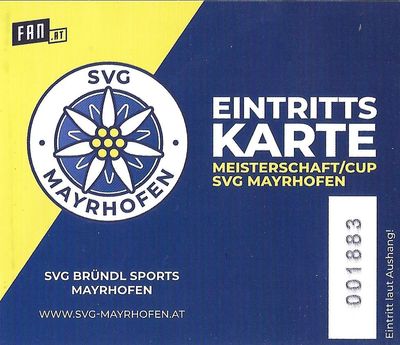 FAN.AT
SVG
MAYRHOFEN
EINTRITTS
KARTE
MEISTERSCHAFT/CUP
SVG MAYRHOFEN
001883
Eintritt laut Aushang!
SVG BRÜNDL SPORTS
MAYRHOFEN
WWW.SVG-MAYRHOFEN.AT